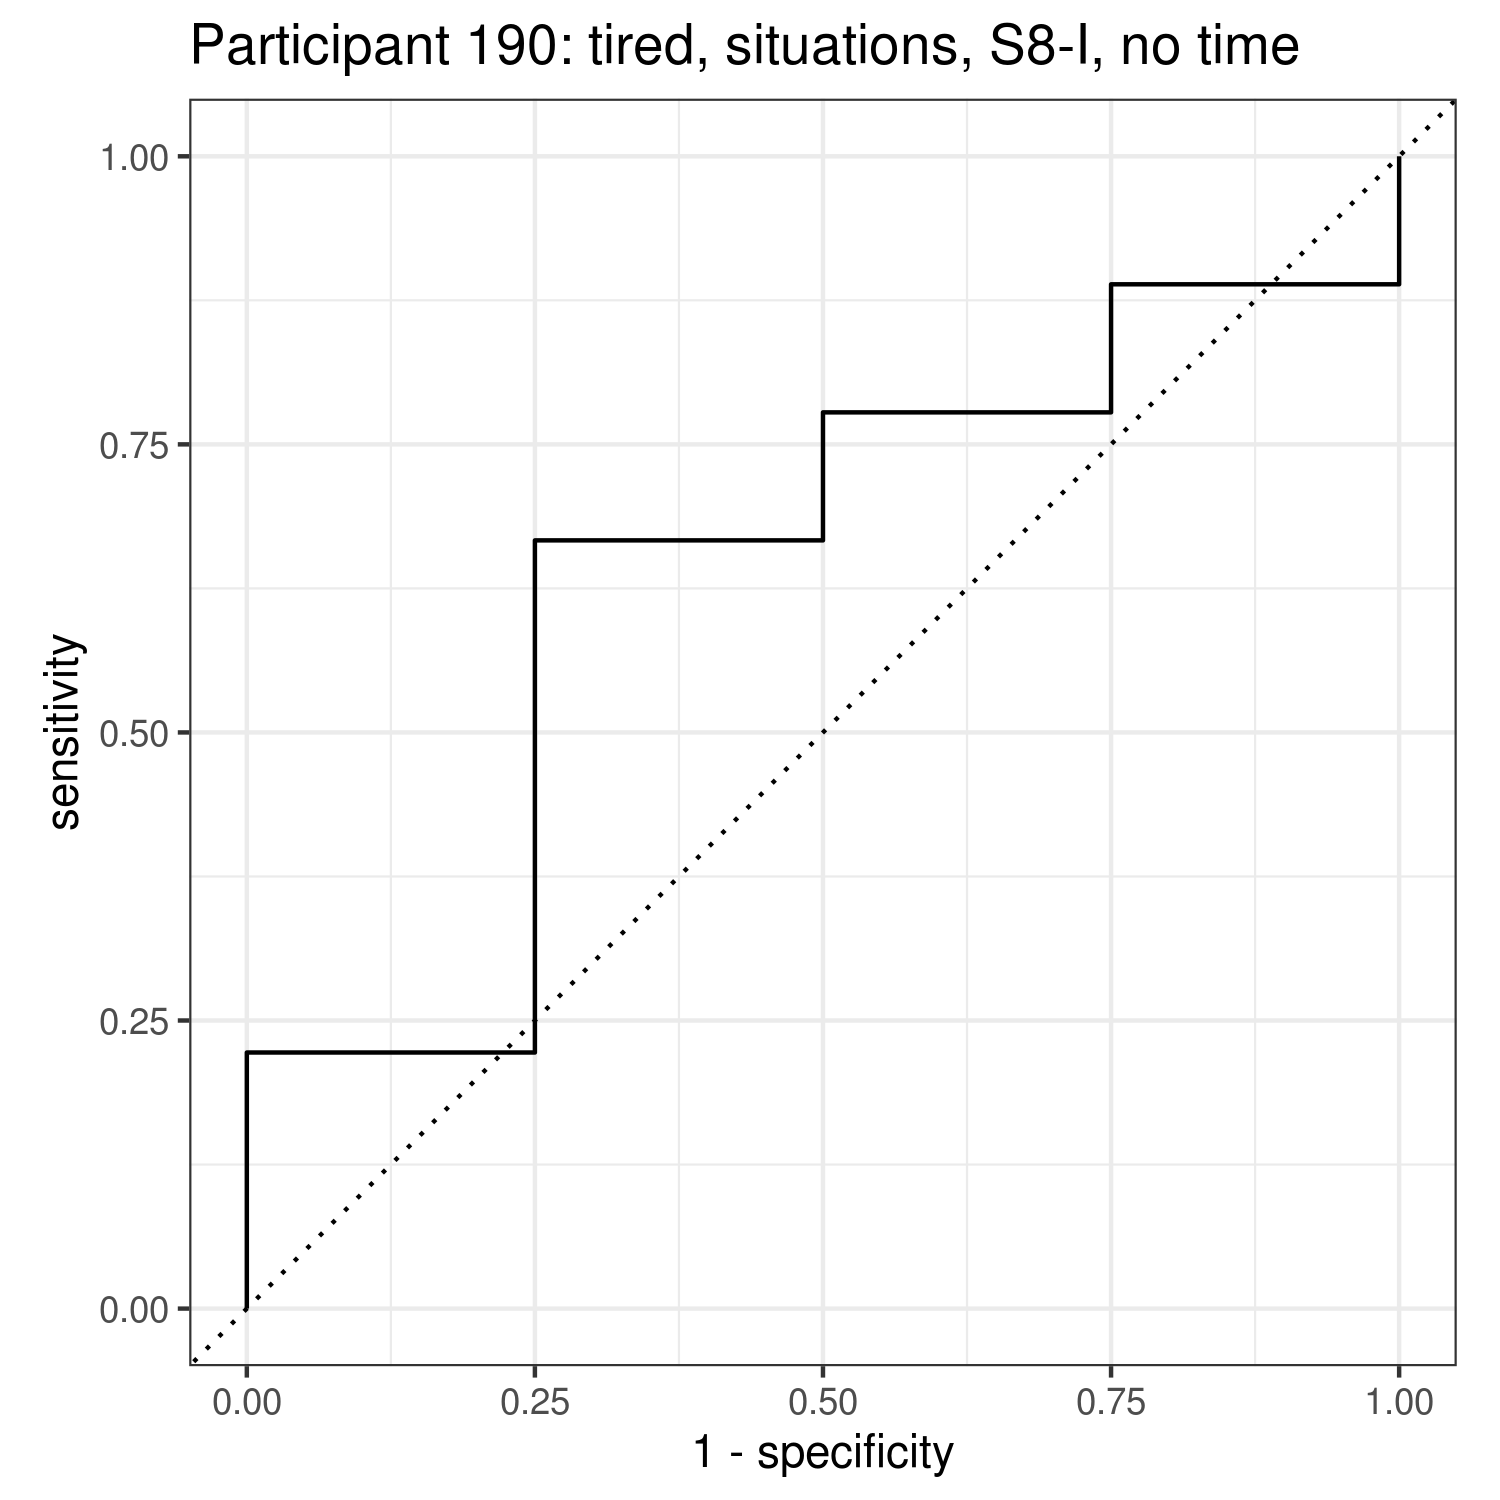 Participant 190: tired, situations, S8-I, no time
1.00
0.75
0.50
0.25
0.00
sensitivity
0.00 0.25 0.50 0.75 1.00
1 - specificity